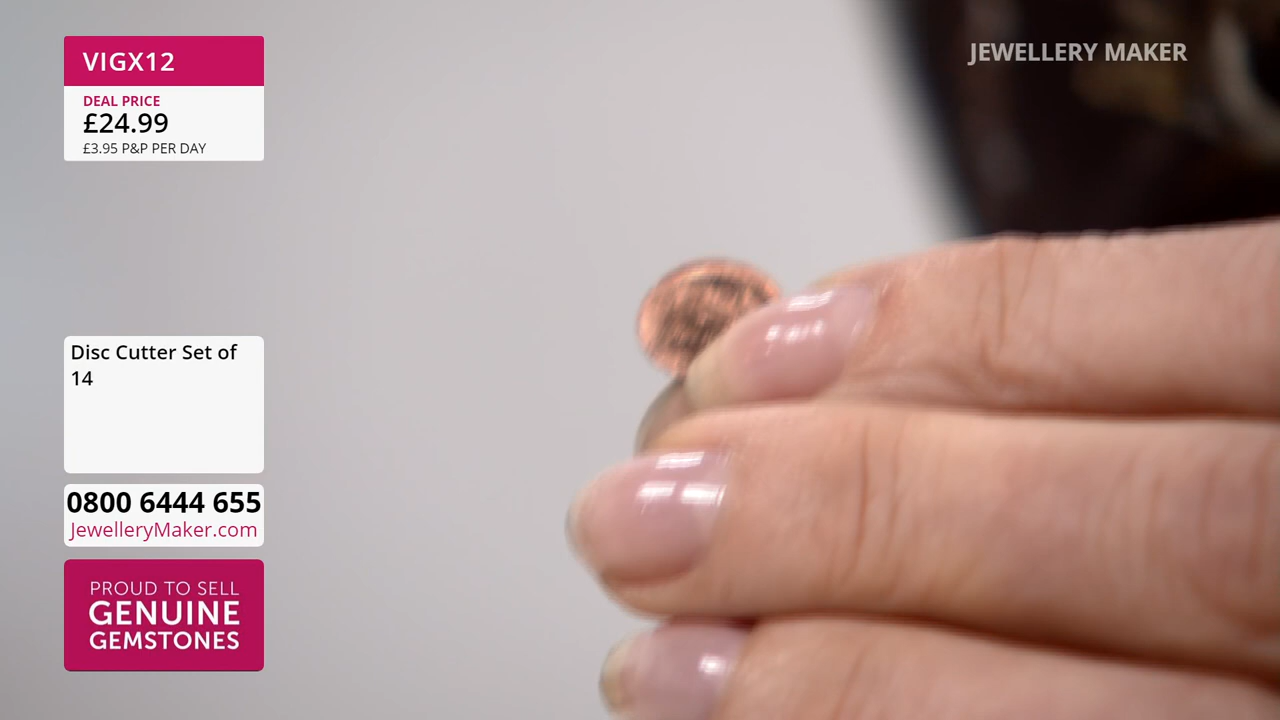 VIGX12
DEAL PRICE
£24.99
£3.95 P&P PER DAY
JEWELLERY MAKER
Disc Cutter Set of
14
0800 6444 655
JewelleryMaker.com
PROUD TO SELL
GENUINE
GEMSTONES